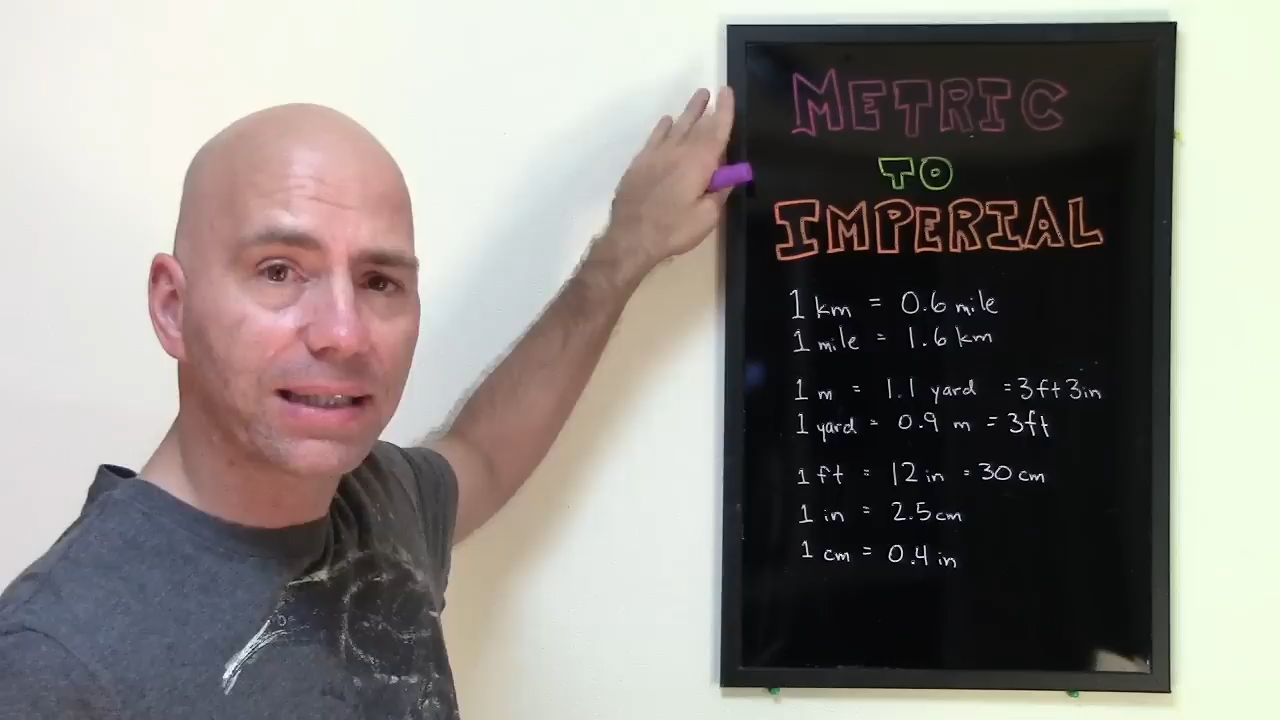 METRIC
TO
IMPERIAL
1 km = 0.6 mile
1 mile = 1.6 km
1 m = 1.1 yard = 3ft 3in
1 yard = 0.9 m = 3ft
1 ft = 12 in = 30 cm
1 in = 2.5 cm
1 cm = 0.4 in